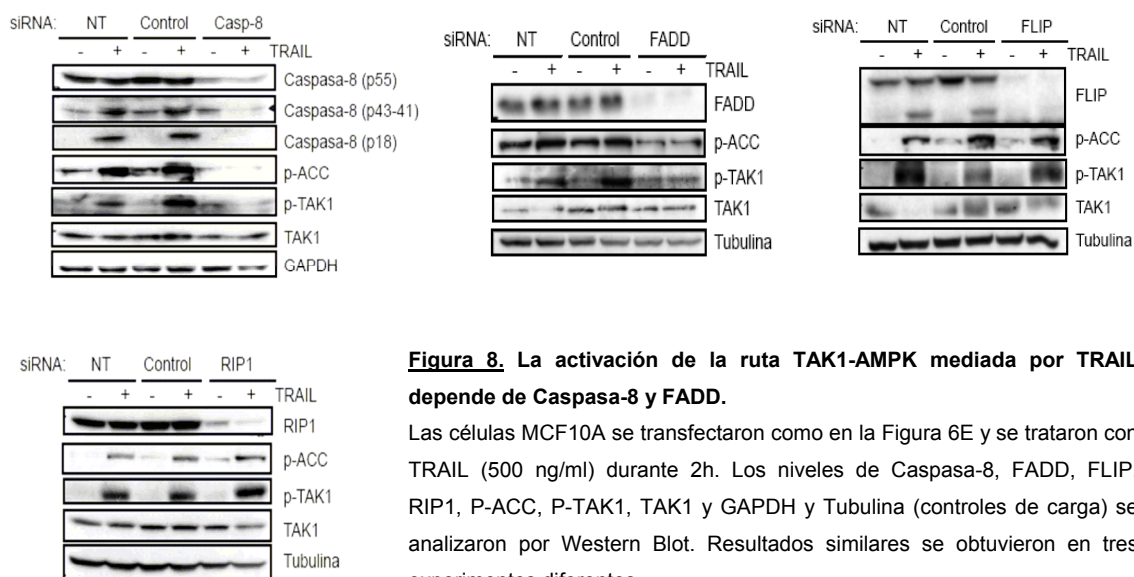 siRNA: NT Control Casp-8
- + - + - + TRAIL
Caspasa-8 (p55)
Caspasa-8 (p43-41)
Caspasa-8 (p18)
p-ACC
p-TAK1
TAK1
GAPDH
siRNA: NT Control FADD
- + - + - + TRAIL
FADD
p-ACC
p-TAK1
TAK1
Tubulina
siRNA: NT Control FLIP
- + - + - + TRAIL
FLIP
p-ACC
p-TAK1
TAK1
Tubulina
siRNA: NT Control RIP1
- + - + - + TRAIL
RIP1
p-ACC
p-TAK1
TAK1
Tubulina
Figura 8. La activación de la ruta TAK1-AMPK mediada por TRAIL
depende de Caspasa-8 y FADD.
Las células MCF10A se transfectaron como en la Figura 6E y se trataron con
TRAIL (500 ng/ml) durante 2h. Los niveles de Caspasa-8, FADD, FLIP
RIP1, P-ACC, P-TAK1, TAK1 y GAPDH y Tubulina (controles de carga) se
analizaron por Western Blot. Resultados similares se obtuvieron en tres
experimentos diferentes